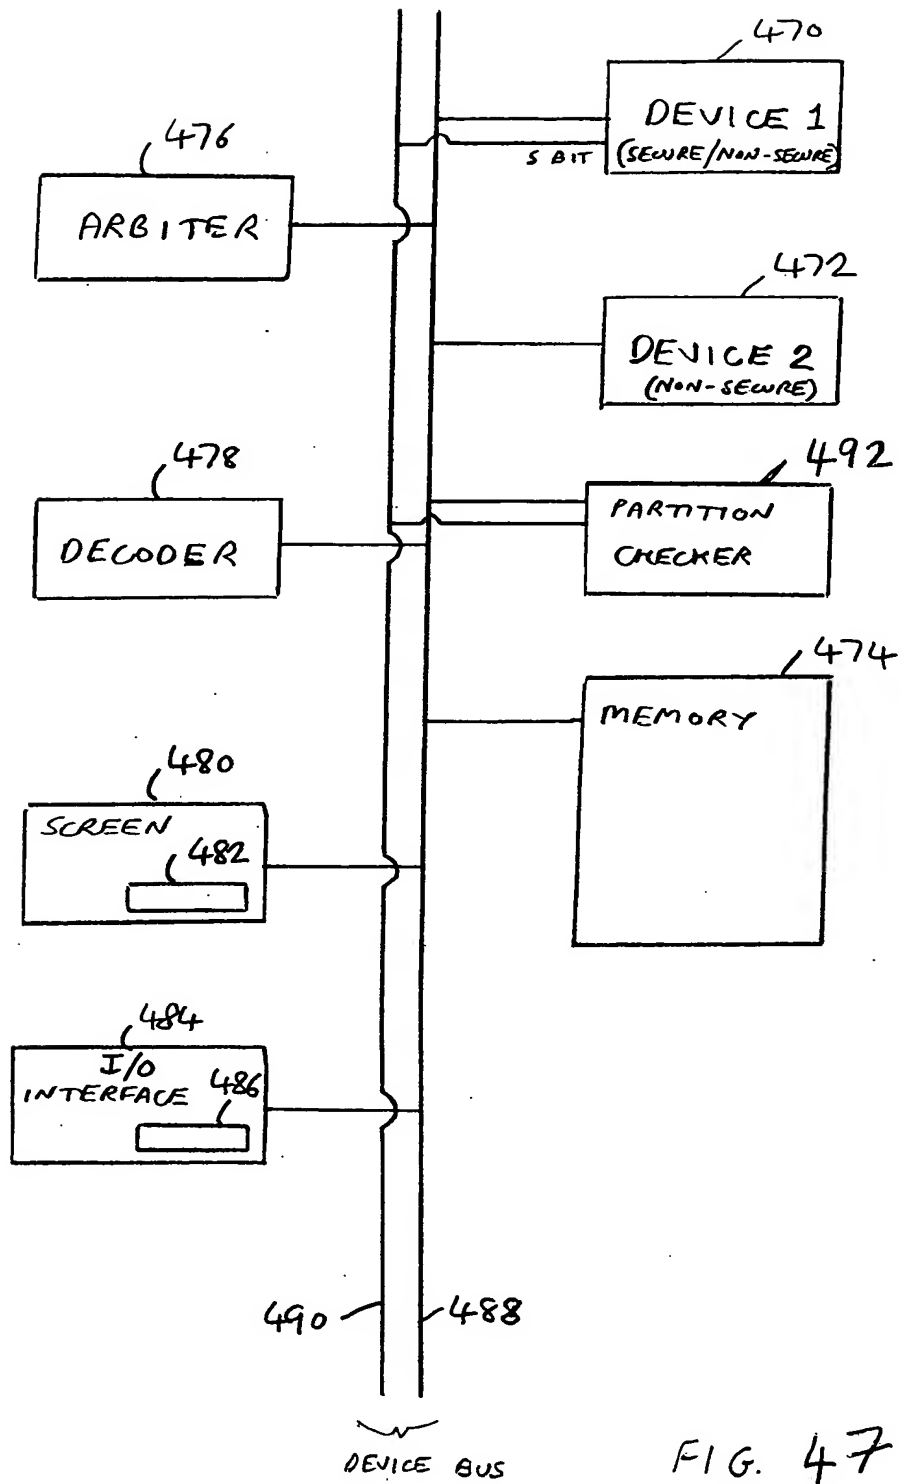 470
DEVICE 1
S BIT
(SECURE/NON-SECURE)
476
ARBITER
472
DEVICE 2
(NON-SECURE)
478
DECODER
492
PARTITION
CHECKER
474
MEMORY
480
SCREEN
482
484
I/O
INTERFACE
486
490
488
DEVICE BUS
FIG. 47